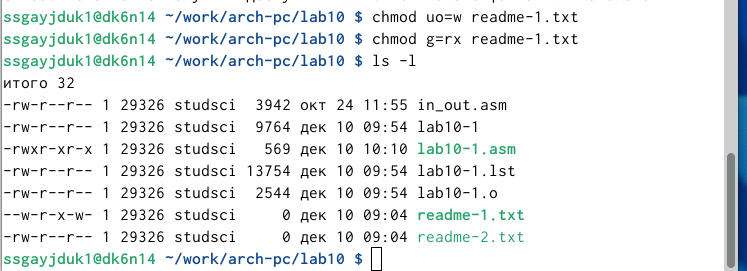 ssgayjduk1@dk6n14 ~/work/arch-pc/lab10 $ chmod uo=w readme-1.txt
ssgayjduk1@dk6n14 ~/work/arch-pc/lab10 $ chmod g=rx readme-1.txt
ssgayjduk1@dk6n14 ~/work/arch-pc/lab10 $ ls -l
итого 32
-rw-r--r-- 1 29326 studsci  3942 окт 24 11:55 in_out.asm
-rw-r--r-- 1 29326 studsci  9764 дек 10 09:54 lab10-1
-rwxr-xr-x 1 29326 studsci   569 дек 10 10:10 lab10-1.asm
-rw-r--r-- 1 29326 studsci 13754 дек 10 09:54 lab10-1.lst
-rw-r--r-- 1 29326 studsci  2544 дек 10 09:54 lab10-1.o
--w-r-x-w- 1 29326 studsci     0 дек 10 09:04 readme-1.txt
-rw-rw-r-- 1 29326 studsci     0 дек 10 09:04 readme-2.txt
ssgayjduk1@dk6n14 ~/work/arch-pc/lab10 $